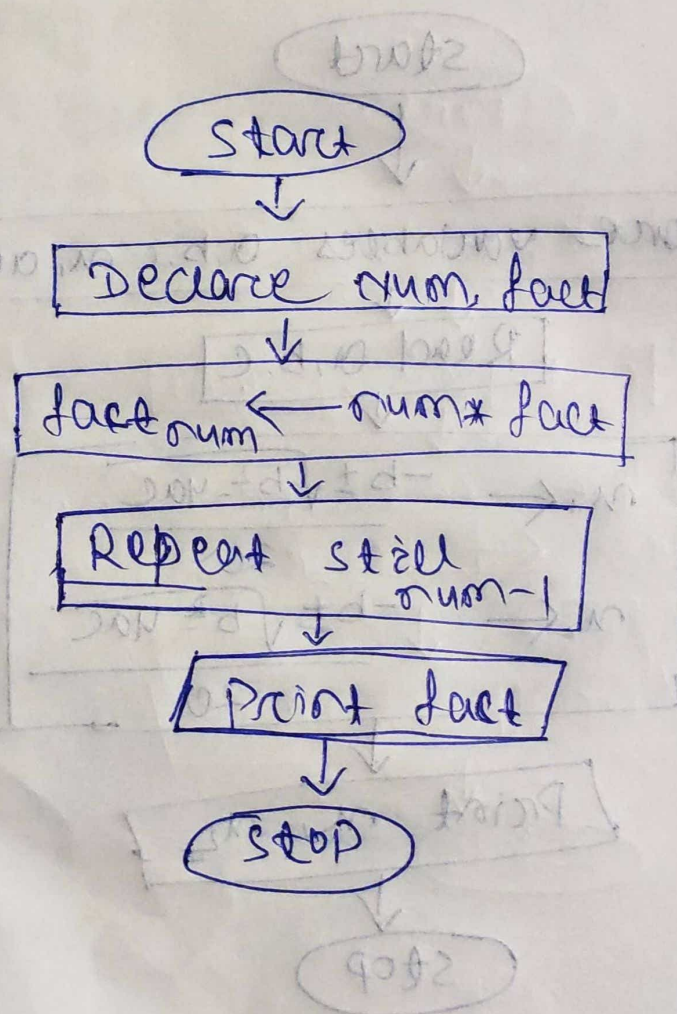 Start
Declare num, fact
fact num ← num * fact
Repeat still
num-1
Print fact
Stop